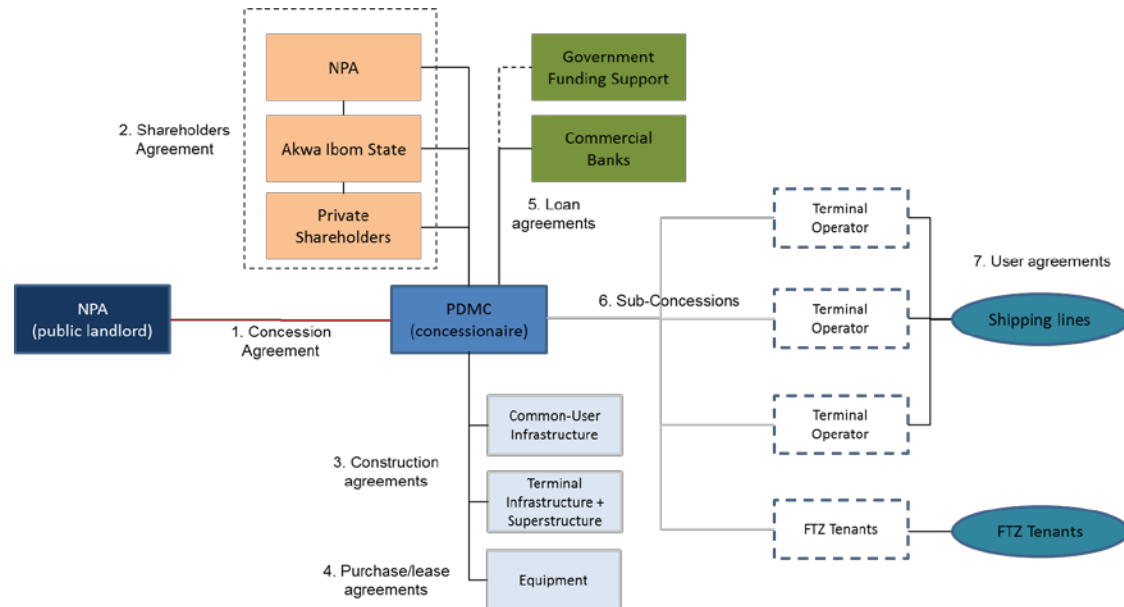 NPA
Government
Funding Support
2. Shareholders
Agreement
Akwa Ibom State
Commercial
Banks
Private
Shareholders
5. Loan
agreements
Terminal
Operator
7. User agreements
NPA
(public landlord)
1. Concession
Agreement
PDMC
(concessionaire)
6. Sub-Concessions
Terminal
Operator
Shipping lines
Common-User
Infrastructure
Terminal
Operator
3. Construction
agreements
Terminal
Infrastructure +
Superstructure
FTZ Tenants
FTZ Tenants
4. Purchase/lease
agreements
Equipment